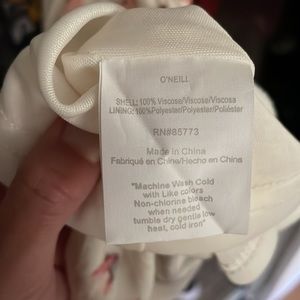 O'NEILL
SHELL: 100% Viscose/Viscosa/Viscosa
LINING: 100%Polyester/Polyester/Poliéster
RN#85773
Made in China
Fabriqué en China/Hecho en China
"Machine Wash Cold
with Like colors
Non-chlorine bleach
when needed
tumble dry gentle low
heat, cold iron"